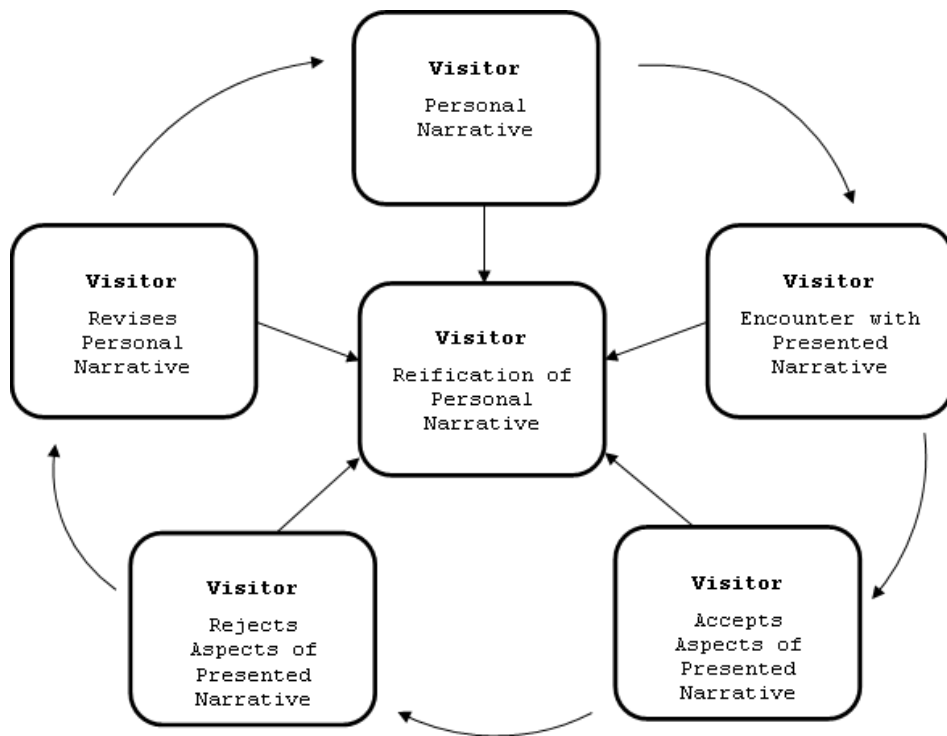 Visitor
Personal
Narrative
Visitor
Revises
Personal
Narrative
Visitor
Encounter with
Presented
Narrative
Visitor
Reification of
Personal
Narrative
Visitor
Rejects
Aspects of
Presented
Narrative
Visitor
Accepts
Aspects of
Presented
Narrative